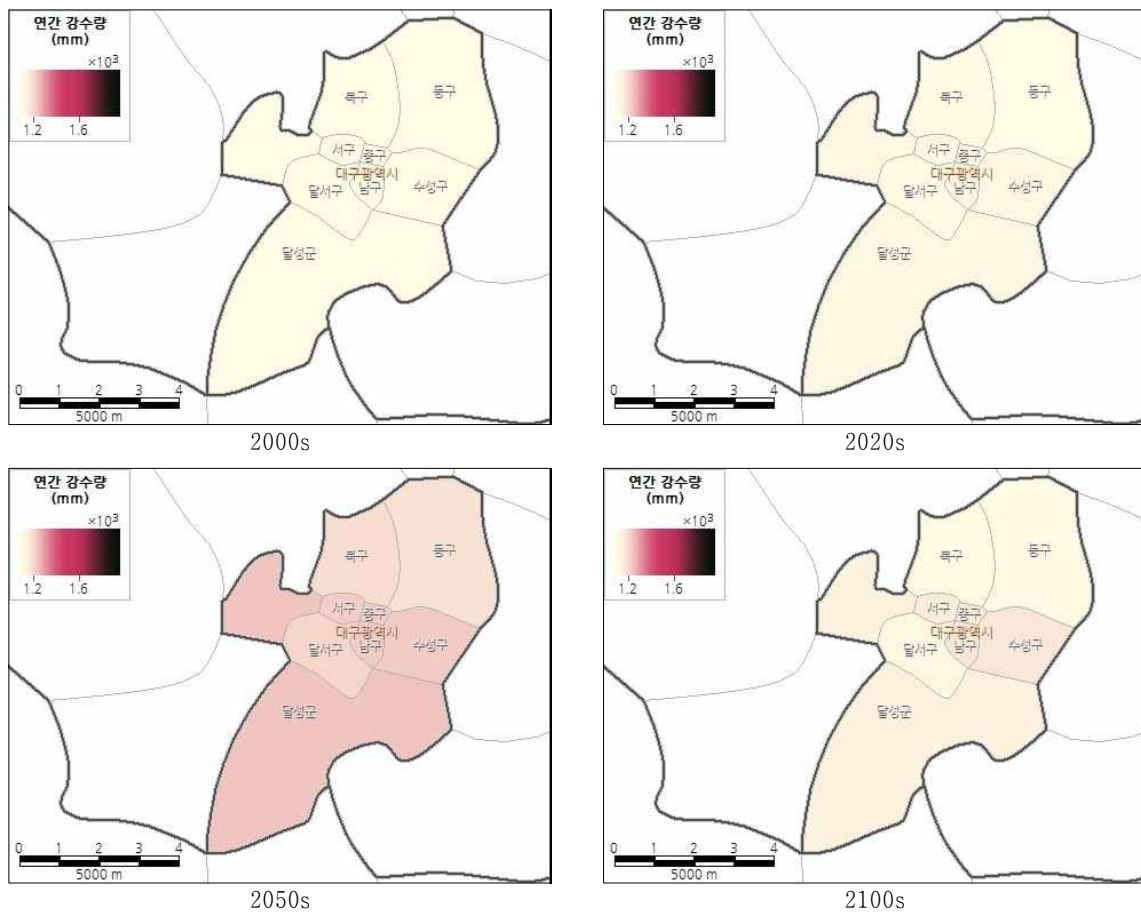 연간 강수량
(mm)
×10³
1.2 1.6
북구
동구
서구
중구
대구광역시
달서구
남구
수성구
달성군
0 1 2 3 4
5000 m
2000s
연간 강수량
(mm)
×10³
1.2 1.6
북구
동구
서구
중구
대구광역시
달서구
남구
수성구
달성군
0 1 2 3 4
5000 m
2020s
연간 강수량
(mm)
×10³
1.2 1.6
북구
동구
서구
중구
대구광역시
달서구
남구
수성구
달성군
0 1 2 3 4
5000 m
2050s
연간 강수량
(mm)
×10³
1.2 1.6
북구
동구
서구
중구
대구광역시
달서구
남구
수성구
달성군
0 1 2 3 4
5000 m
2100s